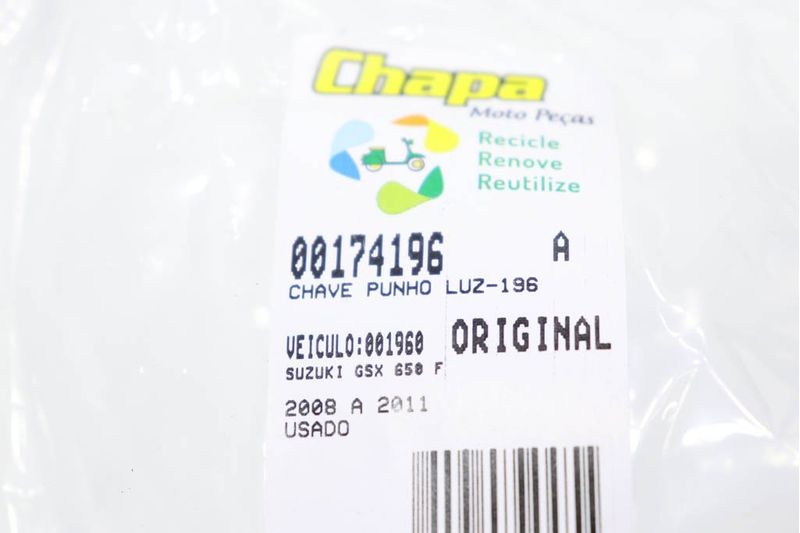 Chapa
Moto Peças
Recicle
Renove
Reutilize
00174196 A
CHAVE PUNHO LUZ-196
VEICULO:001960 ORIGINAL
SUZUKI GSX 650 F
2008 A 2011
USADO